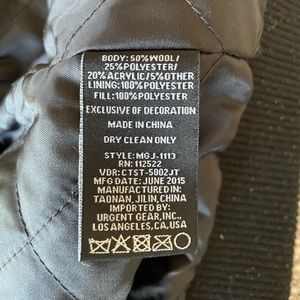 BODY: 50%WOOL/
25%POLYESTER/
20%ACRYLIC/5%OTHER
LINING: 100%POLYESTER
FILL: 100%POLYESTER
EXCLUSIVE OF DECORATION
MADE IN CHINA
DRY CLEAN ONLY
STYLE: MGJ-1113
RN: 112522
VDR: CTST-5002JT
MFG DATE: JUNE 2015
MANUFACTURED IN:
TAONAN, JILIN, CHINA
IMPORTED BY:
URGENT GEAR, INC.,
LOS ANGELES, CA, USA